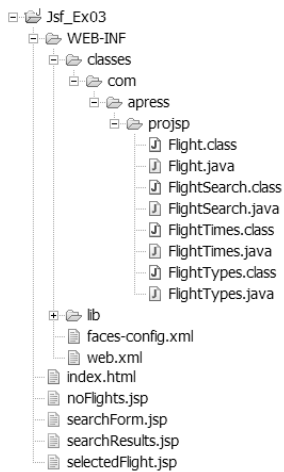 Jsf_Ex03
WEB-INF
classes
com
apress
projsp
Flight.class
Flight.java
FlightSearch.class
FlightSearch.java
FlightTimes.class
FlightTimes.java
FlightTypes.class
FlightTypes.java
lib
faces-config.xml
web.xml
index.html
noFlights.jsp
searchForm.jsp
searchResults.jsp
selectedFlight.jsp